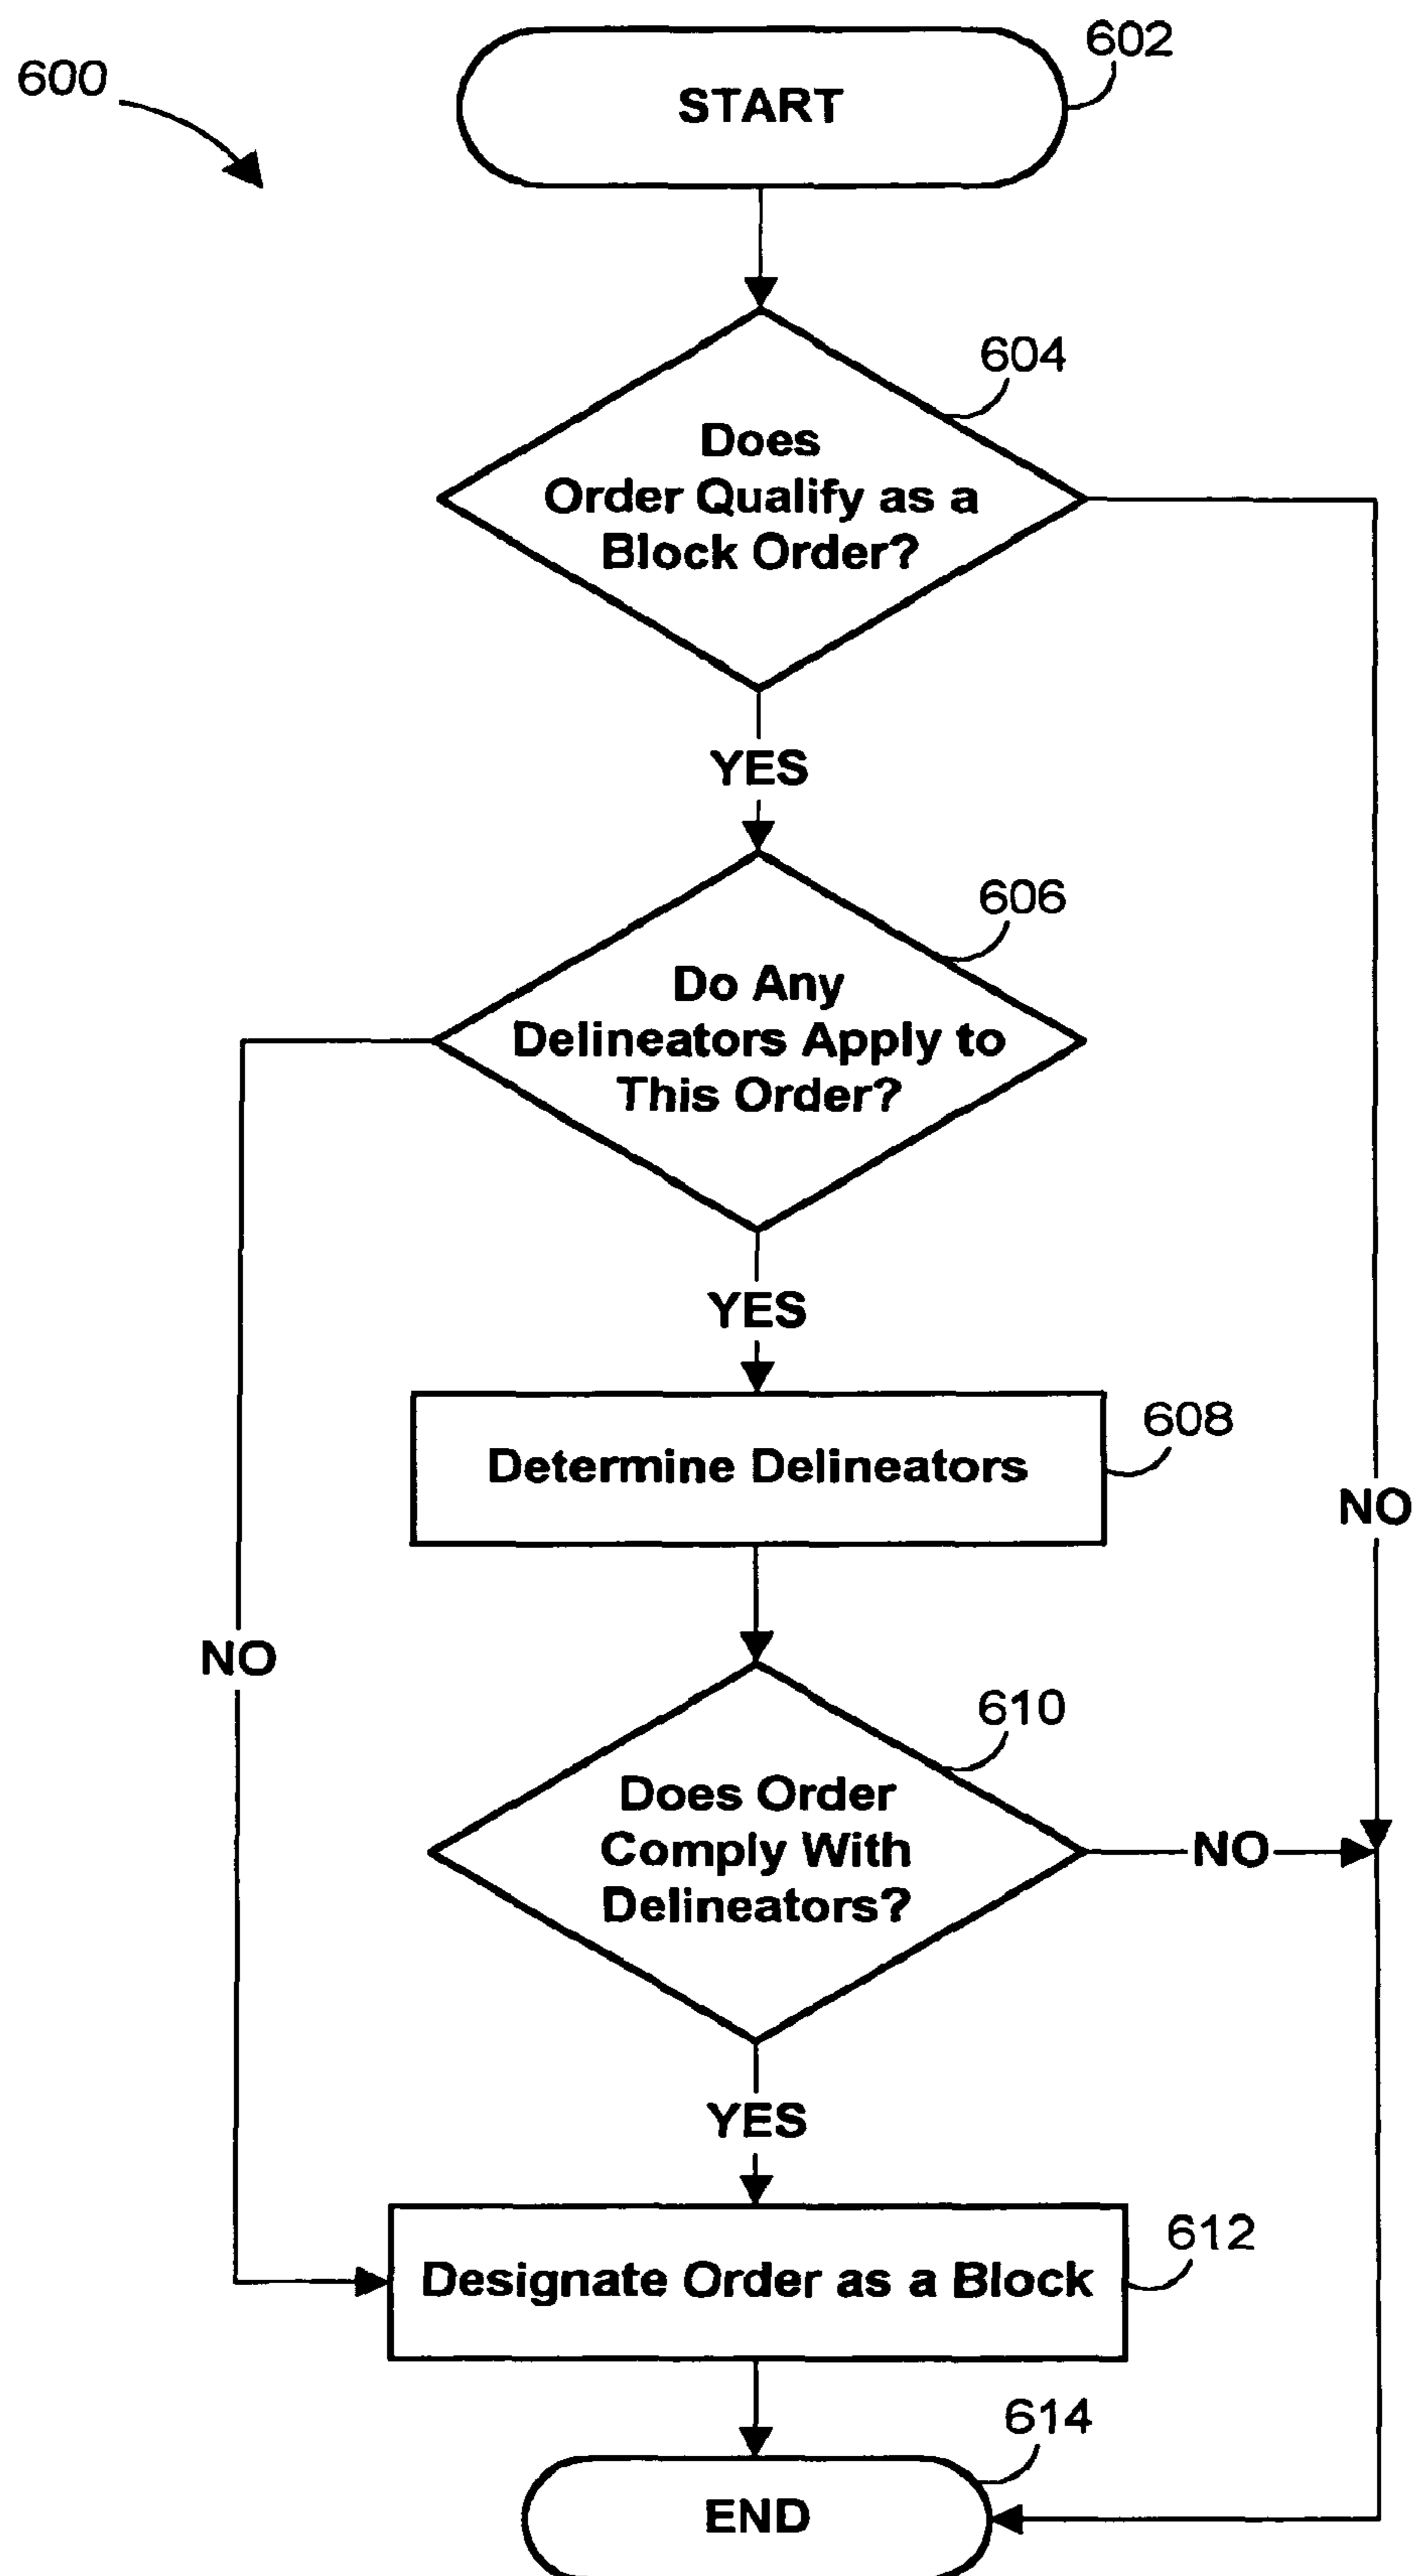 602
600
START
604
Does
Order Qualify as a
Block Order?
YES
606
Do Any
Delineators Apply to
This Order?
YES
608
Determine Delineators
NO
NO
610
Does Order
Comply With
Delineators?
NO
YES
612
Designate Order as a Block
614
END